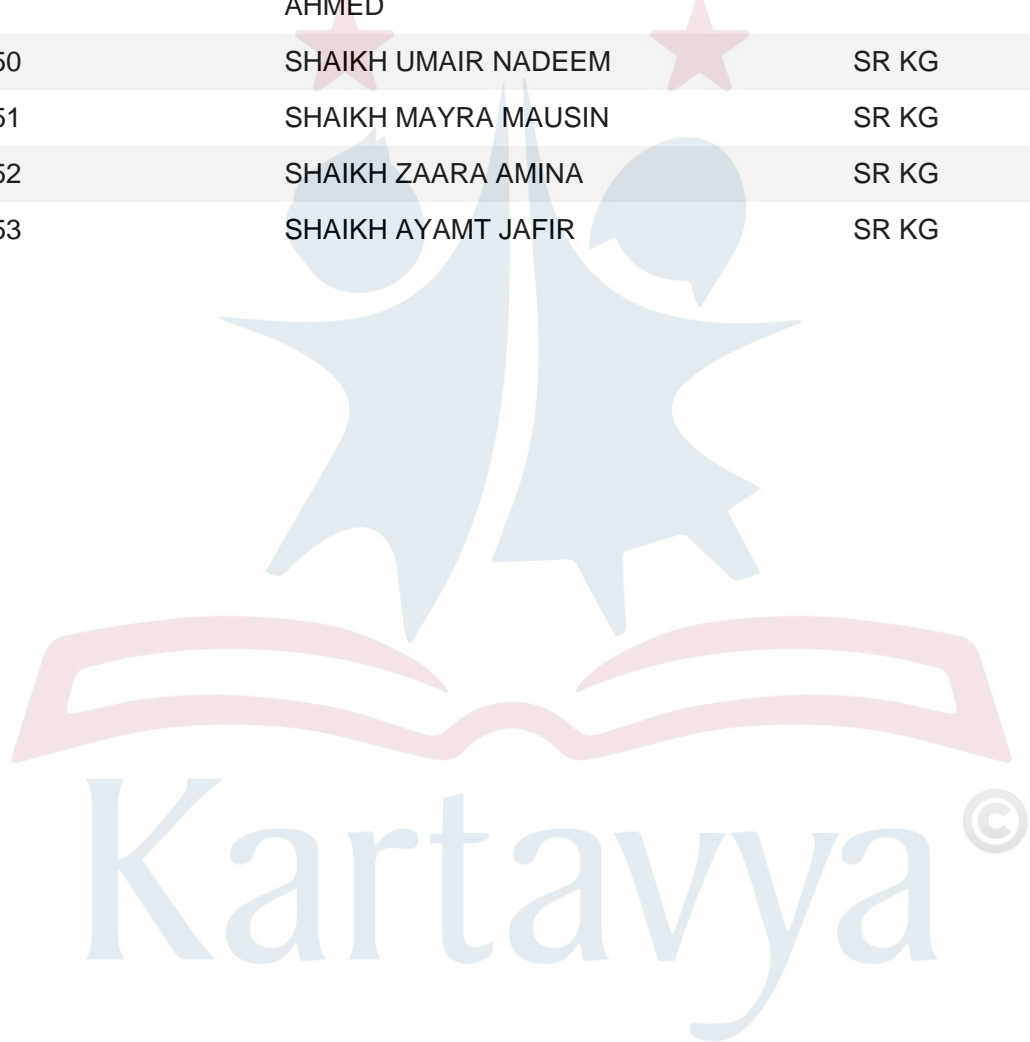 AHMED
50 SHAIKH UMAIR NADEEM SR KG
51 SHAIKH MAYRA MAUSIN SR KG
52 SHAIKH ZAARA AMINA SR KG
53 SHAIKH AYAMT JAFIR SR KG
Kartavya ©